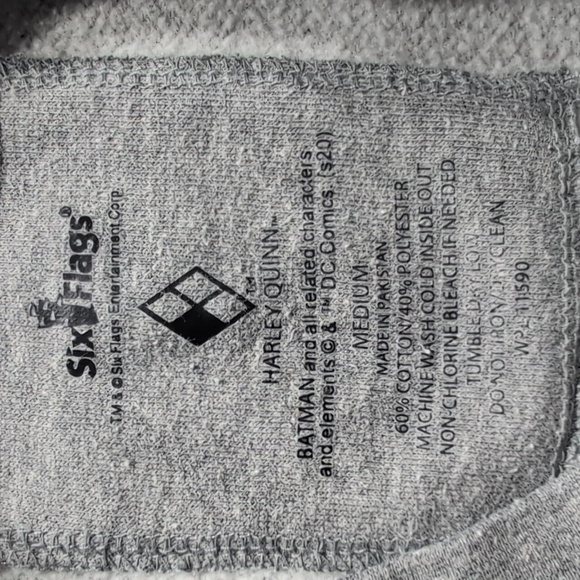 Six Flags®
TM & © Six Flags Entertainment Corp.
TM
HARLEY QUINN™
BATMAN and all related characters
and elements © & ™ DC Comics. (s20)
MEDIUM
MADE IN PAKISTAN
60% COTTON/40% POLYESTER
MACHINE WASH COLD INSIDE OUT
NON-CHLORINE BLEACH IF NEEDED
TUMBLE DRY LOW
DO NOT IRON/DRY CLEAN